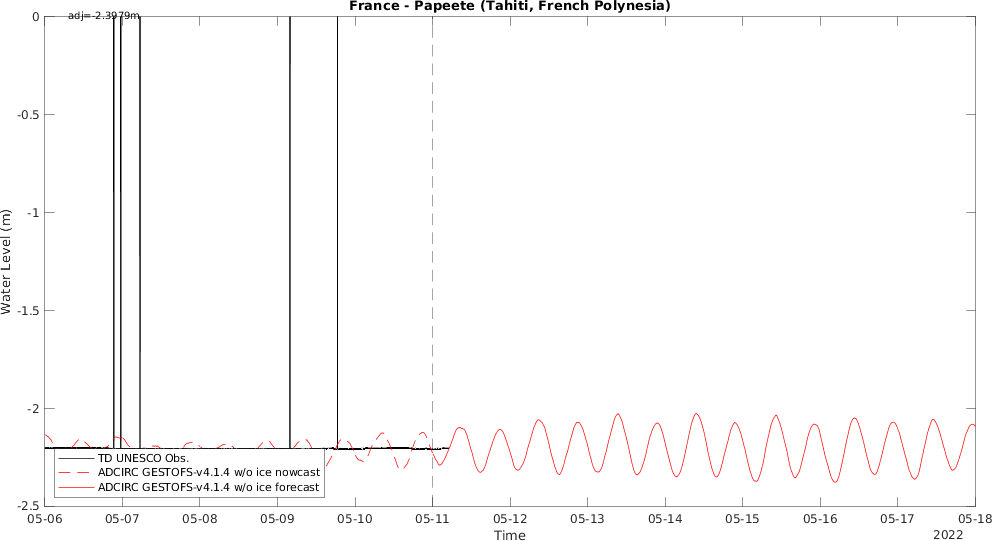 France - Papeete (Tahiti, French Polynesia)
adj=-2.3979m
0
-0.5
-1
-1.5
-2
-2.5
Water Level (m)
TD UNESCO Obs.
ADCIRC GESTOFS-v4.1.4 w/o ice nowcast
ADCIRC GESTOFS-v4.1.4 w/o ice forecast
05-06 05-07 05-08 05-09 05-10 05-11 05-12 05-13 05-14 05-15 05-16 05-17 05-18
Time
2022